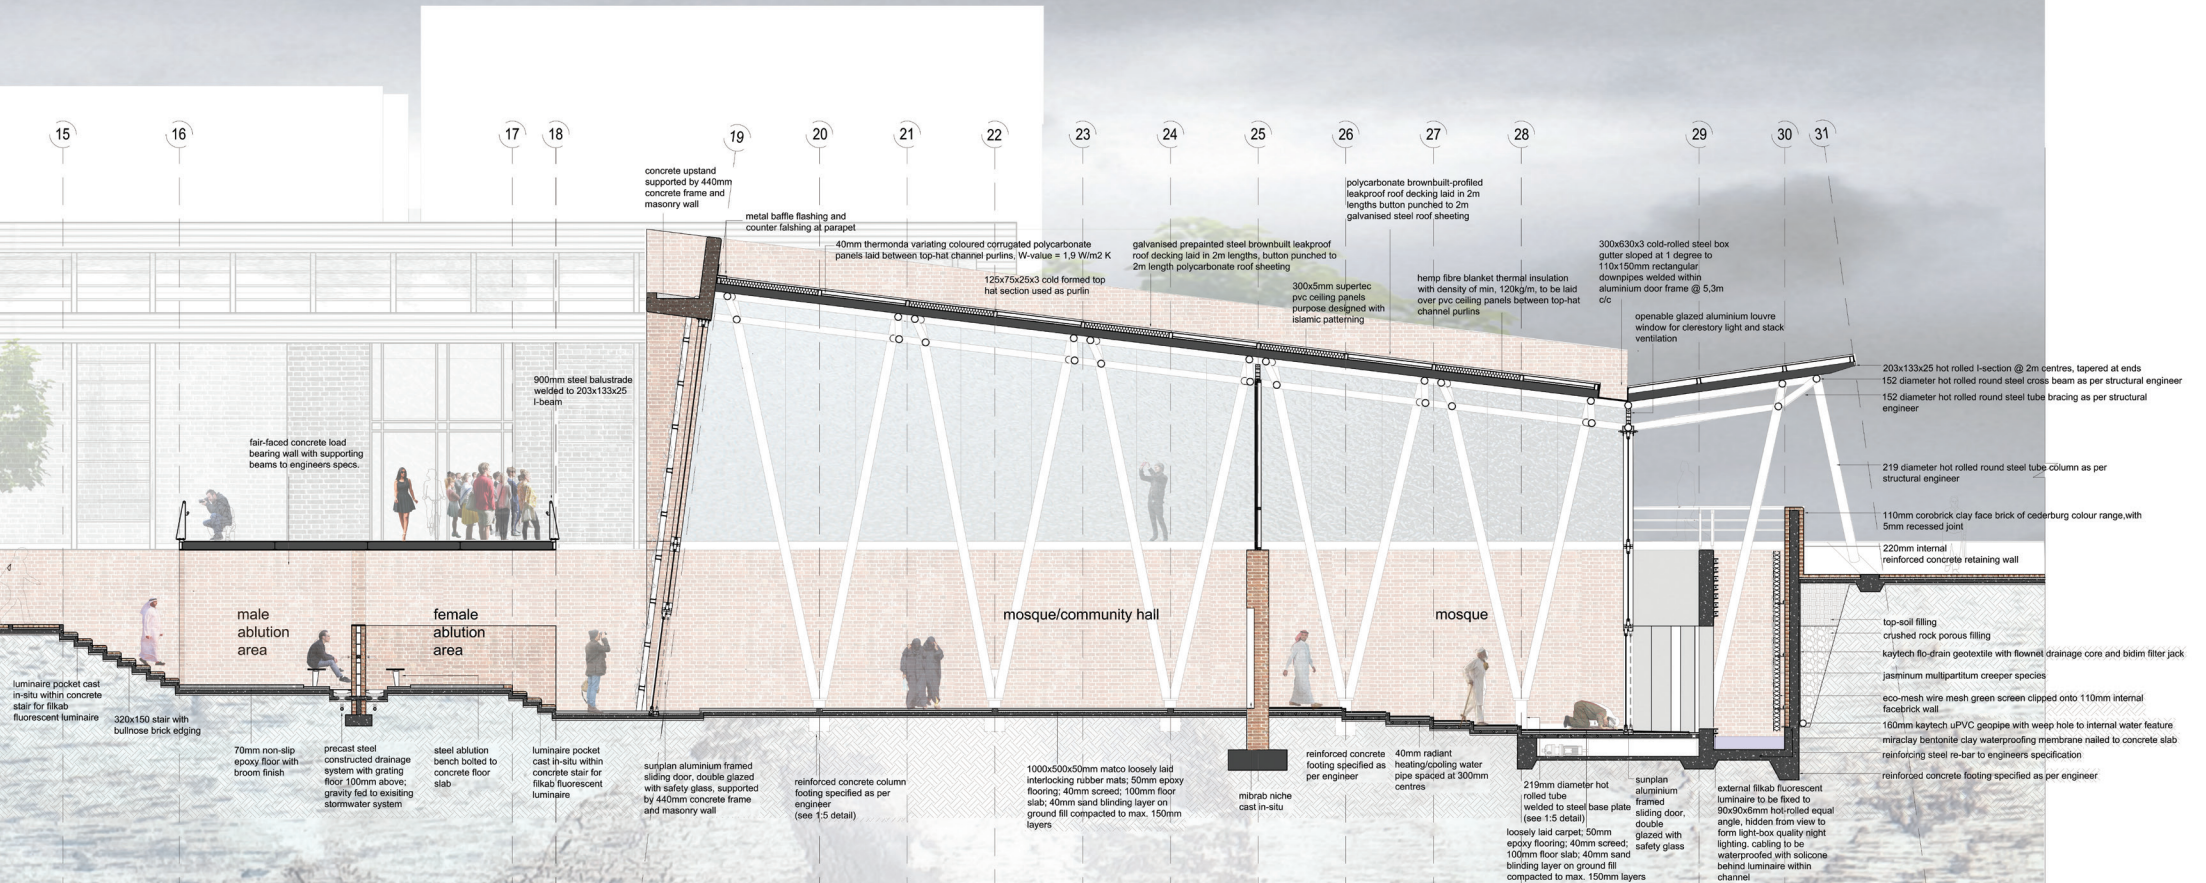 15
16
17
18
19
20
21
22
23
24
25
26
27
28
29
30
31
concrete upstand
supported by 440mm
concrete frame and
masonry wall
metal baffle flashing and
counter falshing at parapet
40mm thermonda variating coloured corrugated polycarbonate
panels laid between top-hat channel purlins, W-value = 1,9 W/m2 K
125x75x25x3 cold formed top
hat section used as purlin
galvanised prepainted steel brownbuilt leakproof
roof decking laid in 2m lengths, button punched to
2m length polycarbonate roof sheeting
polycarbonate brownbuilt-profiled
leakproof roof decking laid in 2m
lengths button punched to 2m
galvanised steel roof sheeting
300x5mm supertec
pvc ceiling panels
purpose designed with
islamic patterning
hemp fibre blanket thermal insulation
with density of min, 120kg/m, to be laid
over pvc ceiling panels between top-hat
channel purlins
300x630x3 cold-rolled steel box
gutter sloped at 1 degree to
110x150mm rectangular
downpipes welded within
aluminium door frame @ 5,3m
c/c
openable glazed aluminium louvre
window for clerestory light and stack
ventilation
900mm steel balustrade
welded to 203x133x25
I-beam
fair-faced concrete load
bearing wall with supporting
beams to engineers specs.
203x133x25 hot rolled I-section @ 2m centres, tapered at ends
152 diameter hot rolled round steel cross beam as per structural engineer
152 diameter hot rolled round steel tube bracing as per structural
engineer
219 diameter hot rolled round steel tube column as per
structural engineer
110mm corobrick clay face brick of cederburg colour range,with
5mm recessed joint
220mm internal
reinforced concrete retaining wall
top-soil filling
crushed rock porous filling
kaytech flo-drain geotextile with flownet drainage core and bidim filter jack
jasminum multipartitum creeper species
eco-mesh wire mesh green screen clipped onto 110mm internal
facebrick wall
160mm kaytech uPVC geopipe with weep hole to internal water feature
miraclay bentonite clay waterproofing membrane nailed to concrete slab
reinforcing steel re-bar to engineers specification
reinforced concrete footing specified as per engineer
male
ablution
area
female
ablution
area
mosque/community hall
mosque
luminaire pocket cast
in-situ within concrete
stair for filkab
fluorescent luminaire
320x150 stair with
bullnose brick edging
70mm non-slip
epoxy floor with
broom finish
precast steel
constructed drainage
system with grating
floor 100mm above;
gravity fed to exisiting
stormwater system
steel ablution
bench bolted to
concrete floor
slab
luminaire pocket
cast in-situ within
concrete stair for
filkab fluorescent
luminaire
sunplan aluminium framed
sliding door, double glazed
with safety glass, supported
by 440mm concrete frame
and masonry wall
reinforced concrete column
footing specified as per
engineer
(see 1:5 detail)
1000x500x50mm matco loosely laid
interlocking rubber mats; 50mm epoxy
flooring; 40mm screed; 100mm floor
slab; 40mm sand blinding layer on
ground fill compacted to max. 150mm
layers
mibrab niche
cast in-situ
reinforced concrete
footing specified as
per engineer
40mm radiant
heating/cooling water
pipe spaced at 300mm
centres
219mm diameter hot
rolled tube
welded to steel base plate
(see 1:5 detail)
loosely laid carpet; 50mm
epoxy flooring; 40mm screed;
100mm floor slab; 40mm sand
blinding layer on ground fill
compacted to max. 150mm layers
sunplan
aluminium
framed
sliding door,
double
glazed with
safety glass
external filkab fluorescent
luminaire to be fixed to
90x90x6mm hot-rolled equal
angle, hidden from view to
form light-box quality night
lighting. cabling to be
waterproofed with solicone
behind luminaire within
channel